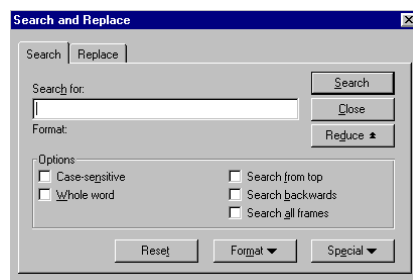 Search and Replace
Search Replace
Search for:
Search
Close
Format:
Reduce
Options
Case-sensitive
Search from top
Whole word
Search backwards
Search all frames
Reset Format Special